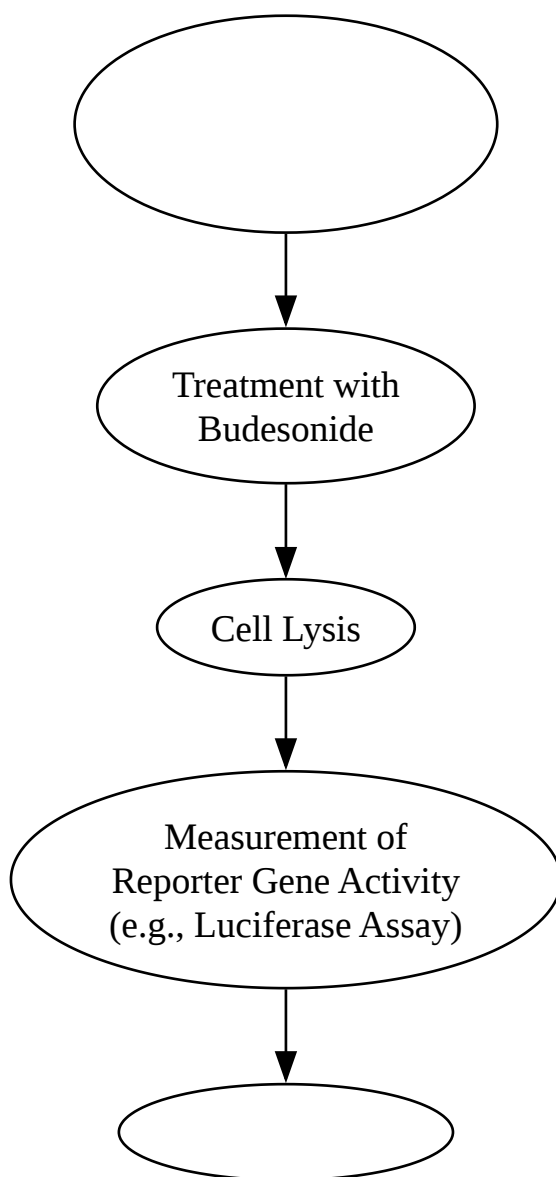 Treatment with
Budesonide
Cell Lysis
Measurement of
Reporter Gene Activity
(e.g., Luciferase Assay)